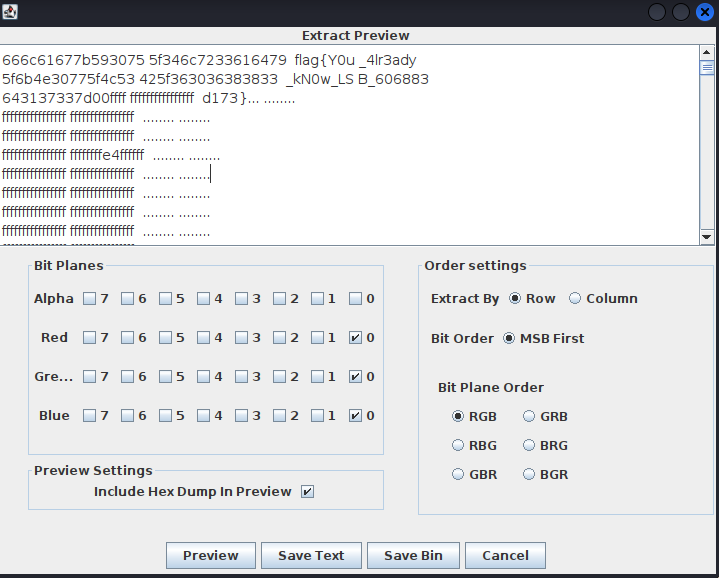 Extract Preview
666c61677b593075 5f346c7233616479  flag{Y0u _4lr3ady
5f6b4e30775f4c53 425f363036383833  _kN0w_LS B_606883
643137337d00ffff ffffffffffffffff  d173}... ........
ffffffffffffffff ffffffffffffffff  ........ ........
ffffffffffffffff ffffffffffffffff  ........ ........
ffffffffffffffff ffffffffe4ffffff  ........ ........
ffffffffffffffff ffffffffffffffff  ........ ........
ffffffffffffffff ffffffffffffffff  ........ ........
ffffffffffffffff ffffffffffffffff  ........ ........
ffffffffffffffff ffffffffffffffff  ........ ........
Bit Planes
Alpha 7 6 5 4 3 2 1 0
Red 7 6 5 4 3 2 1 0
Gre... 7 6 5 4 3 2 1 0
Blue 7 6 5 4 3 2 1 0
Preview Settings
Include Hex Dump In Preview
Order settings
Extract By Row Column
Bit Order MSB First
Bit Plane Order
RGB GRB
RBG BRG
GBR BGR
Preview Save Text Save Bin Cancel